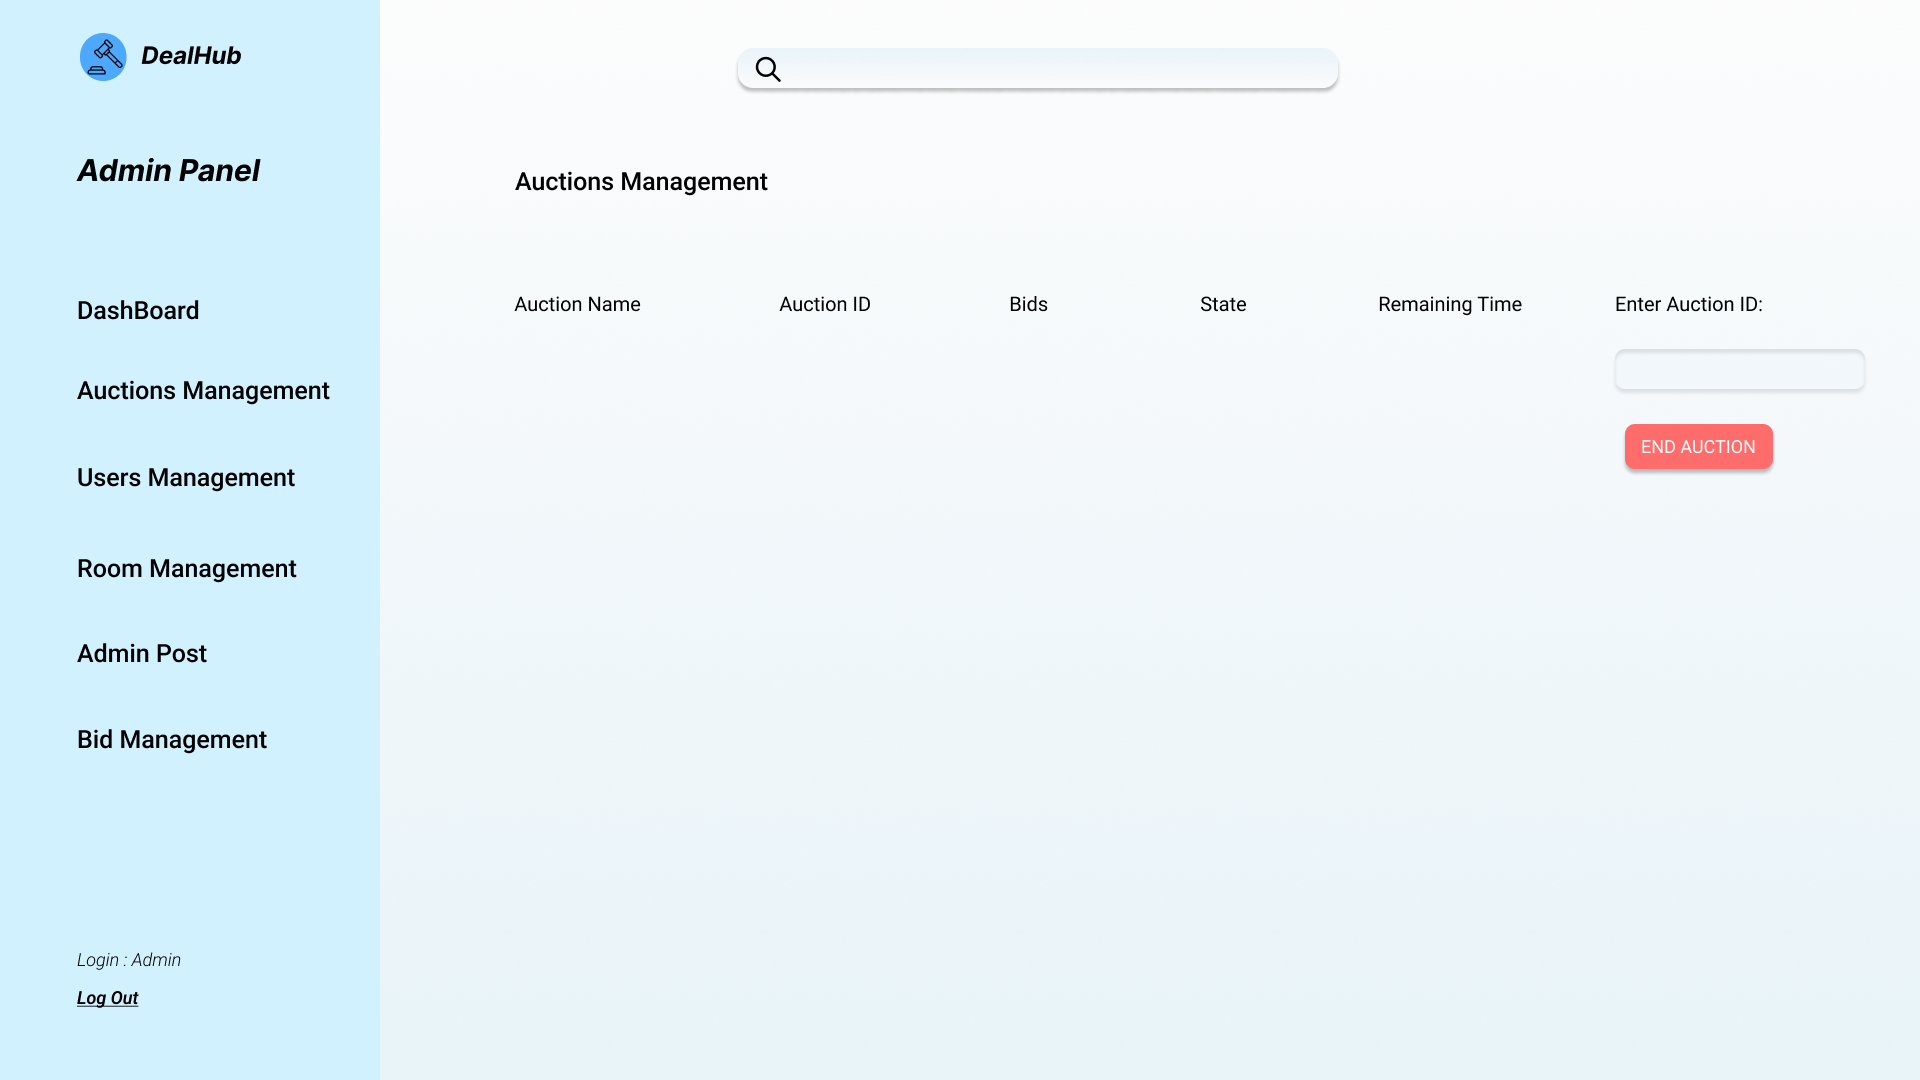 DealHub
Admin Panel
DashBoard
Auctions Management
Users Management
Room Management
Admin Post
Bid Management
Login : Admin
Log Out
Auctions Management
Auction Name Auction ID Bids State Remaining Time Enter Auction ID:
END AUCTION